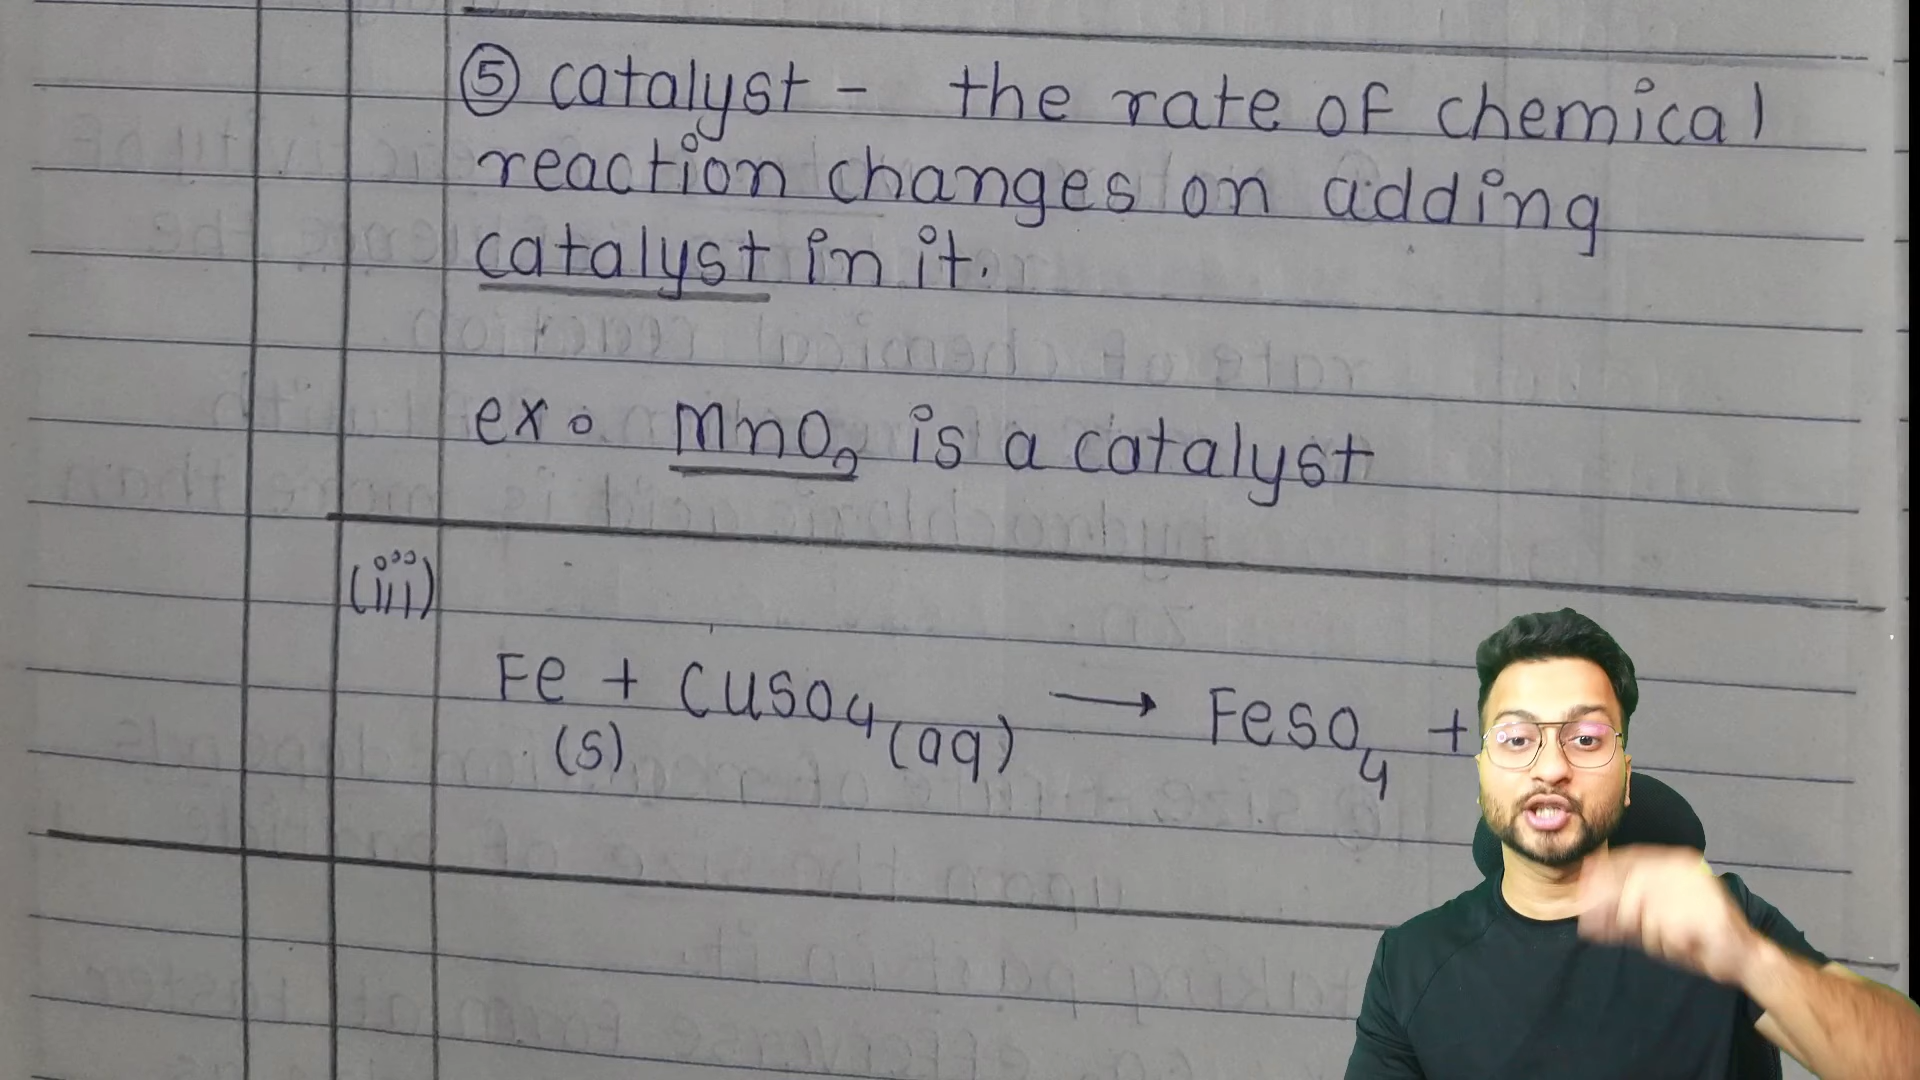 ⑤ catalyst - the rate of chemical
reaction changes on adding
catalyst in it.
ex. MnO₂ is a catalyst
(iii)
Fe + CuSO₄(aq) → FeSO₄ +
(s)